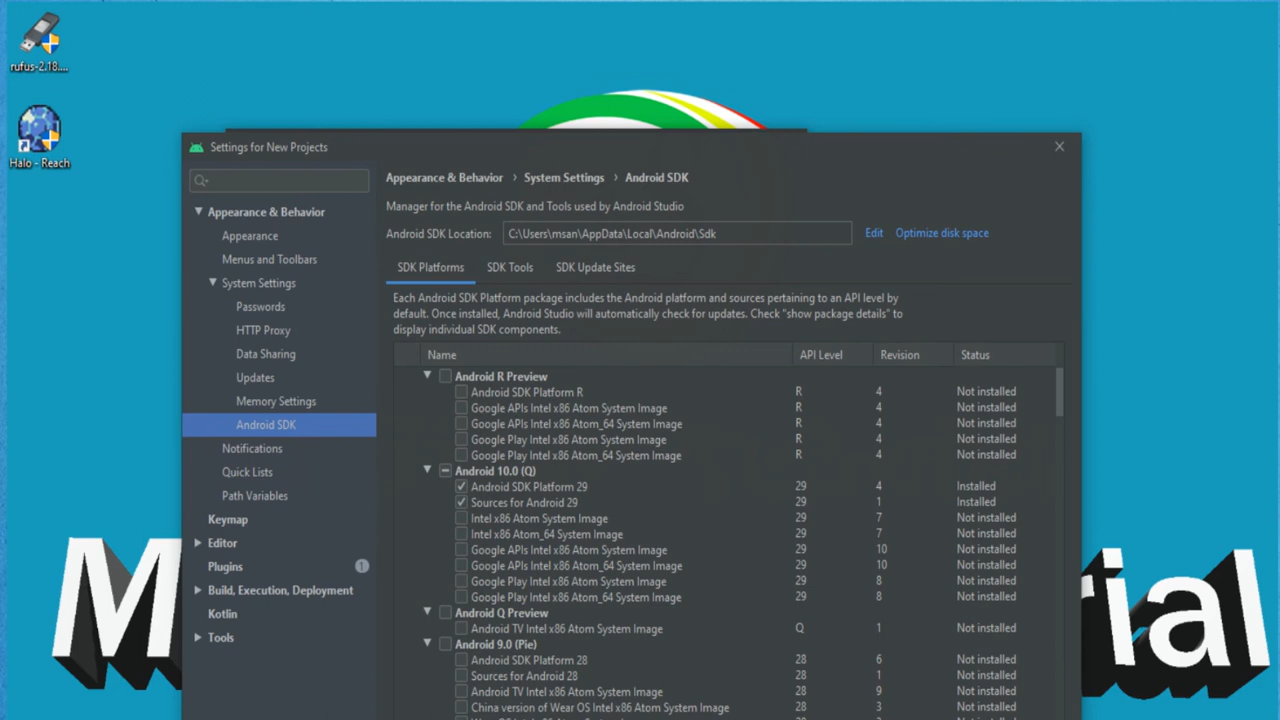 rufus-2.18....
Halo - Reach
Settings for New Projects
Appearance & Behavior
Appearance
Menus and Toolbars
System Settings
Passwords
HTTP Proxy
Data Sharing
Updates
Memory Settings
Android SDK
Notifications
Quick Lists
Path Variables
Keymap
Editor
Plugins 1
Build, Execution, Deployment
Kotlin
Tools
Appearance & Behavior › System Settings › Android SDK
Manager for the Android SDK and Tools used by Android Studio
Android SDK Location: C:\Users\msan\AppData\Local\Android\Sdk Edit Optimize disk space
SDK Platforms SDK Tools SDK Update Sites
Each Android SDK Platform package includes the Android platform and sources pertaining to an API level by
default. Once installed, Android Studio will automatically check for updates. Check "show package details" to
display individual SDK components.
Name API Level Revision Status
Android R Preview
Android SDK Platform R R 4 Not installed
Google APIs Intel x86 Atom System Image R 4 Not installed
Google APIs Intel x86 Atom_64 System Image R 4 Not installed
Google Play Intel x86 Atom System Image R 4 Not installed
Google Play Intel x86 Atom_64 System Image R 4 Not installed
Android 10.0 (Q)
Android SDK Platform 29 29 4 Installed
Sources for Android 29 29 1 Installed
Intel x86 Atom System Image 29 7 Not installed
Intel x86 Atom_64 System Image 29 7 Not installed
Google APIs Intel x86 Atom System Image 29 10 Not installed
Google APIs Intel x86 Atom_64 System Image 29 10 Not installed
Google Play Intel x86 Atom System Image 29 8 Not installed
Google Play Intel x86 Atom_64 System Image 29 8 Not installed
Android Q Preview
Android TV Intel x86 Atom System Image Q 1 Not installed
Android 9.0 (Pie)
Android SDK Platform 28 28 6 Not installed
Sources for Android 28 28 1 Not installed
Android TV Intel x86 Atom System Image 28 9 Not installed
China version of Wear OS Intel x86 Atom System Image 28 3 Not installed
M
rial